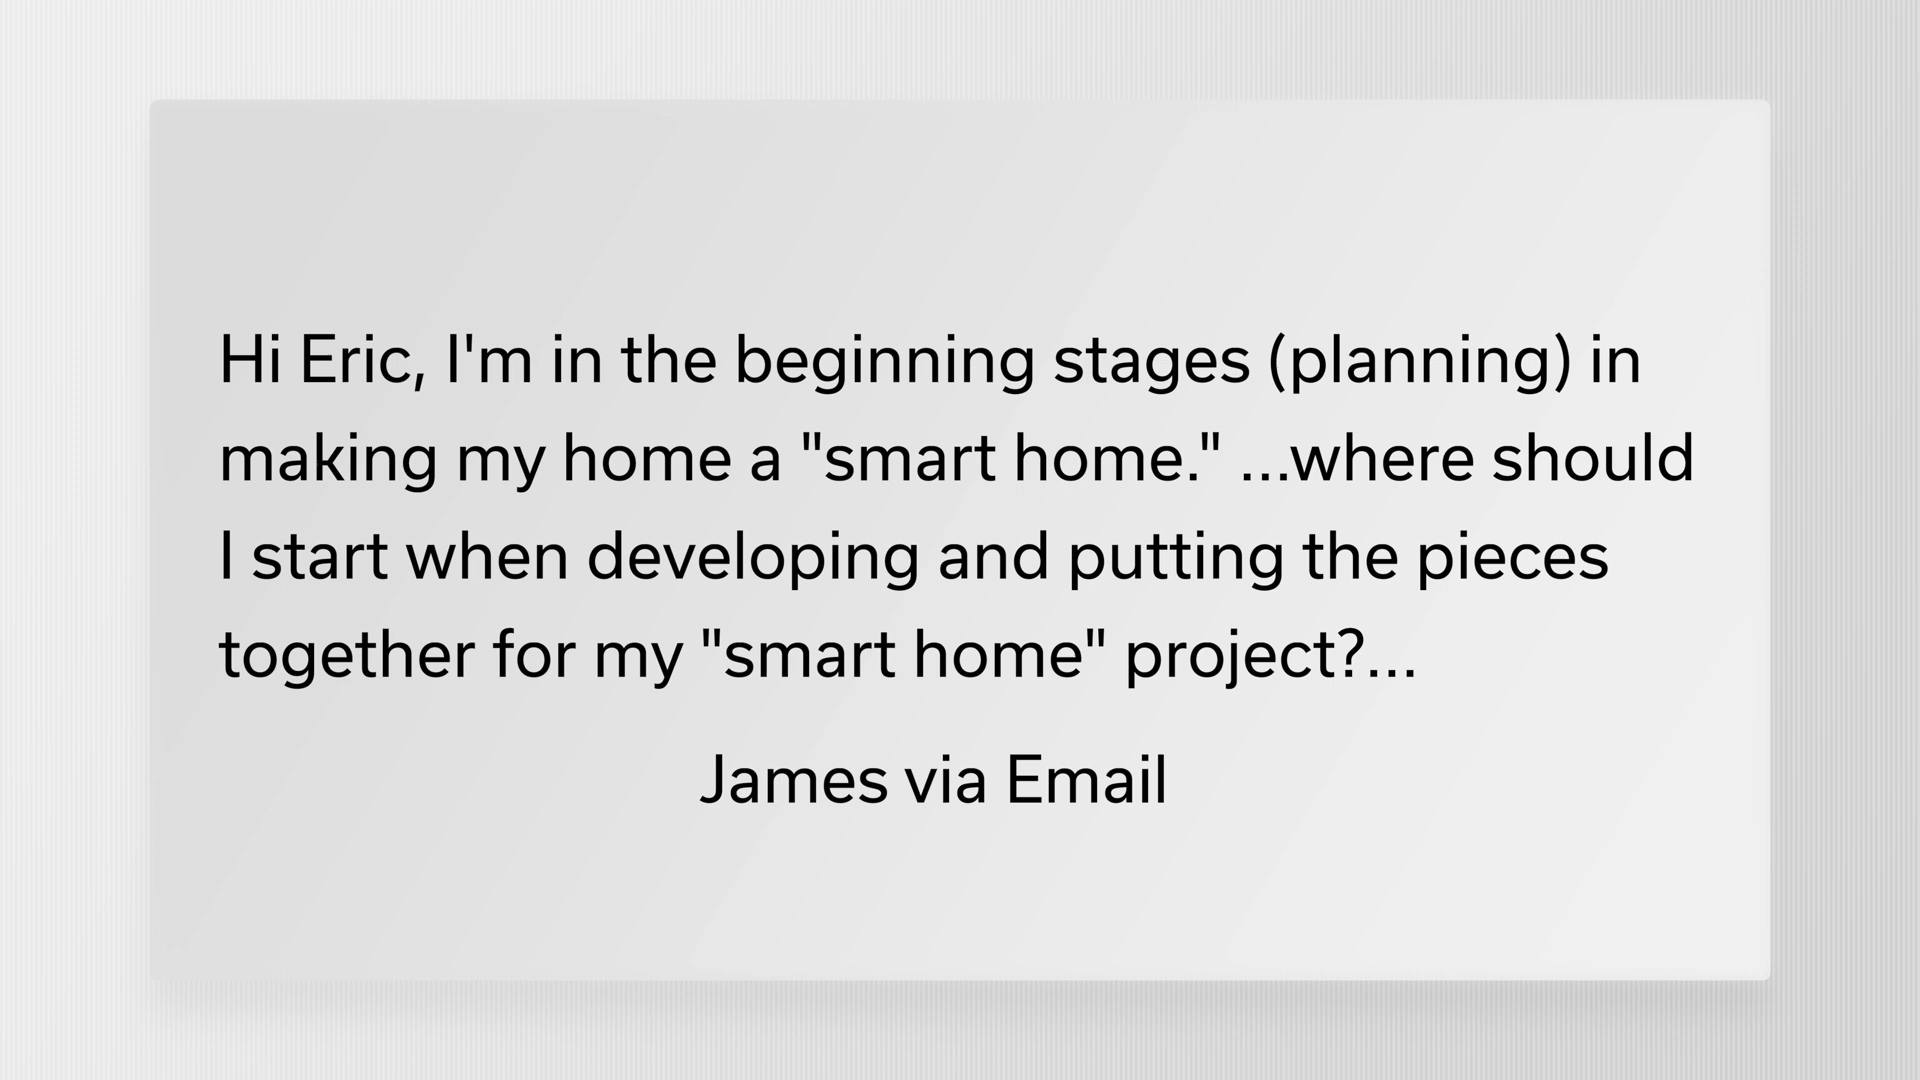 Hi Eric, I'm in the beginning stages (planning) in
making my home a "smart home." ...where should
I start when developing and putting the pieces
together for my "smart home" project?...
James via Email